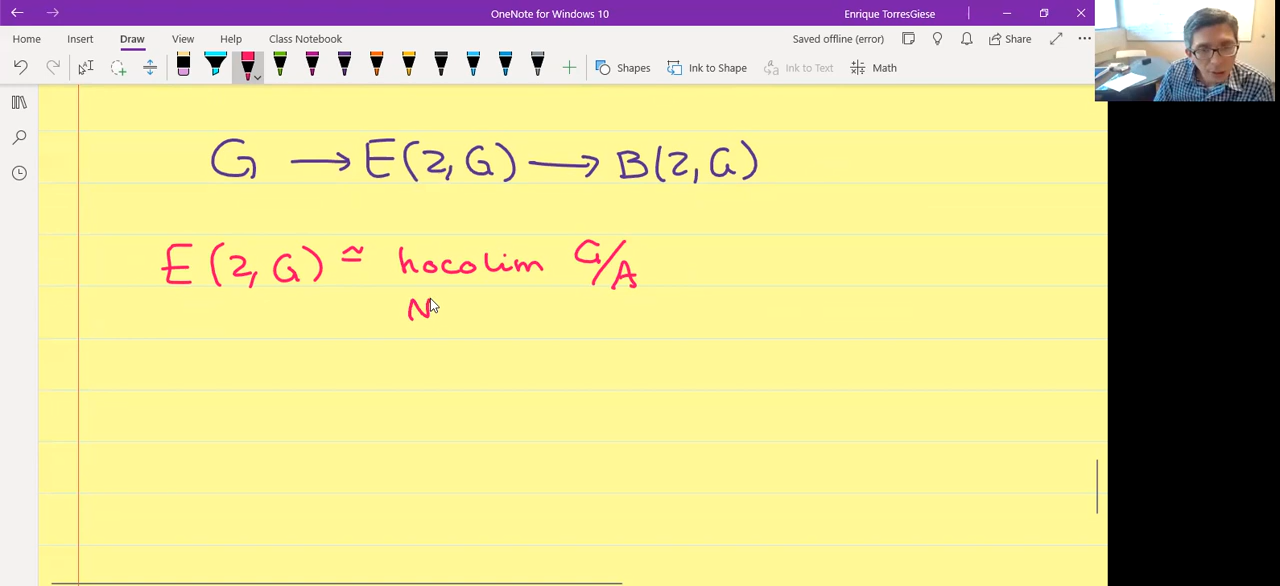 OneNote for Windows 10
Enrique TorresGiese
Home Insert Draw View Help Class Notebook
Saved offline (error)
Share
Shapes
Ink to Shape
Ink to Text
Math
G → E(2, G) → B(2, G)
E(2, G) ≃ hocolim G/A
N